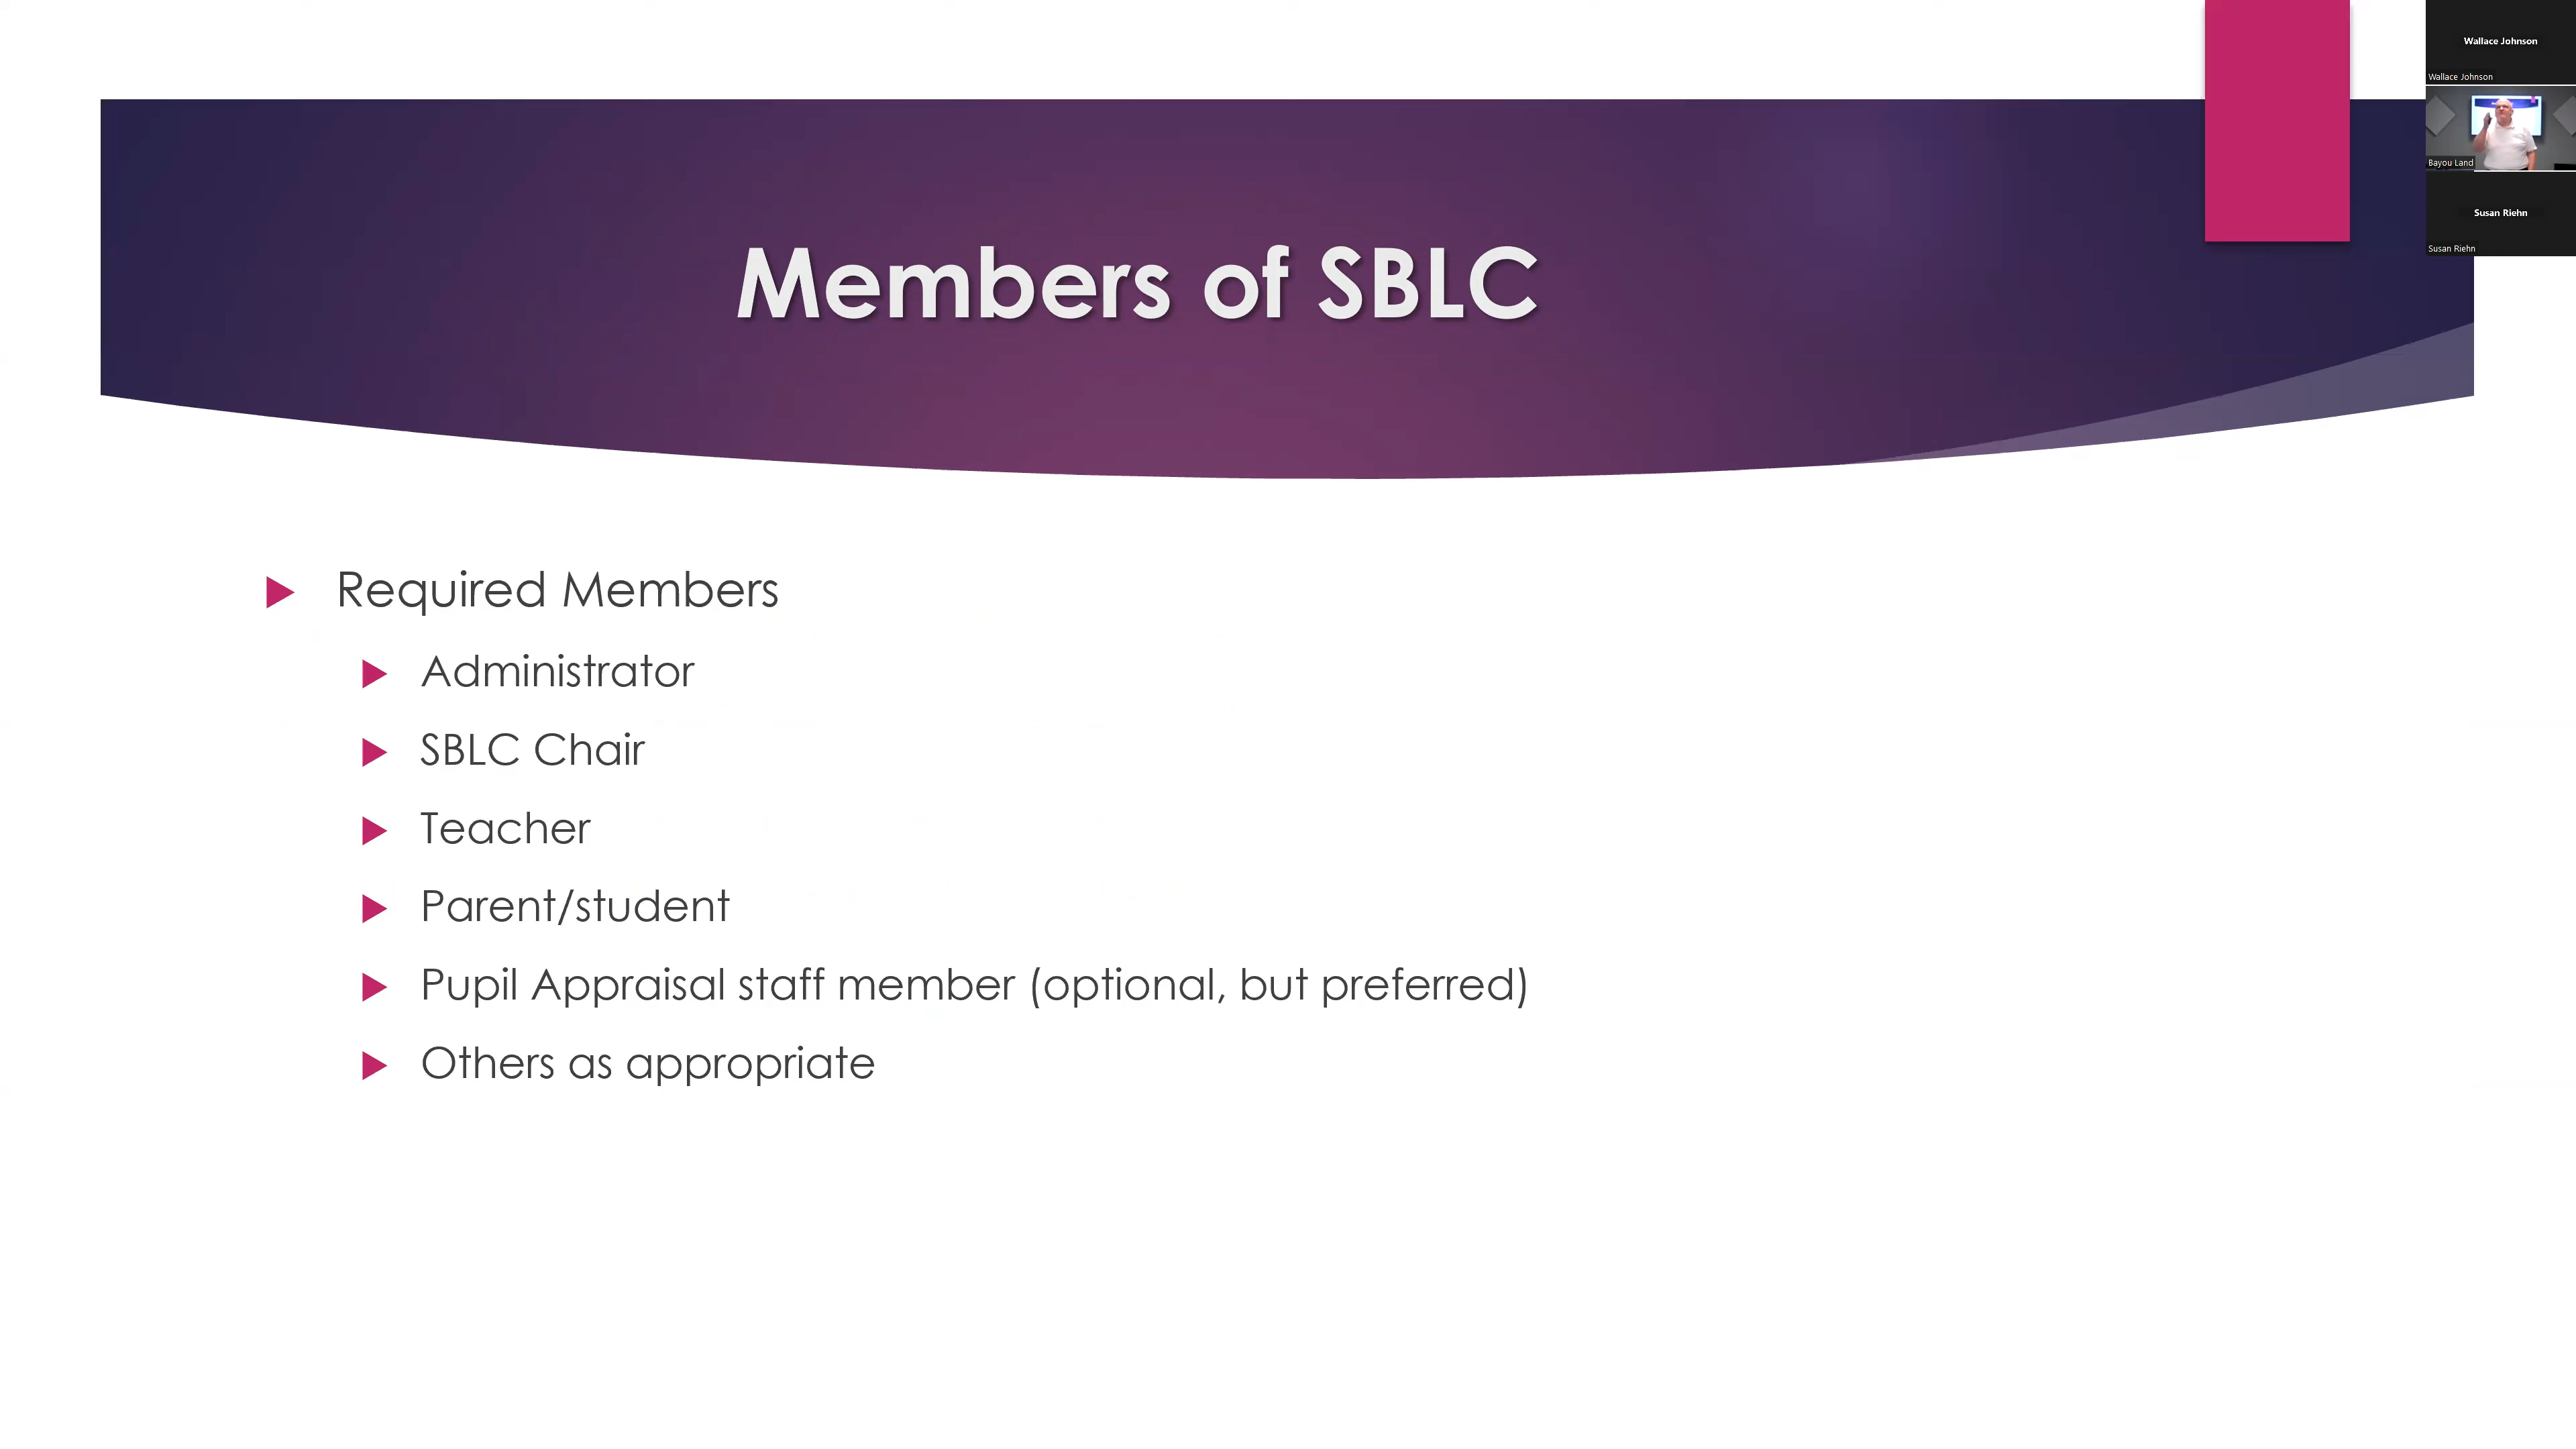 Members of SBLC
Required Members
Administrator
SBLC Chair
Teacher
Parent/student
Pupil Appraisal staff member (optional, but preferred)
Others as appropriate
Wallace Johnson
Wallace Johnson
Bayou Land
Susan Riehn
Susan Riehn